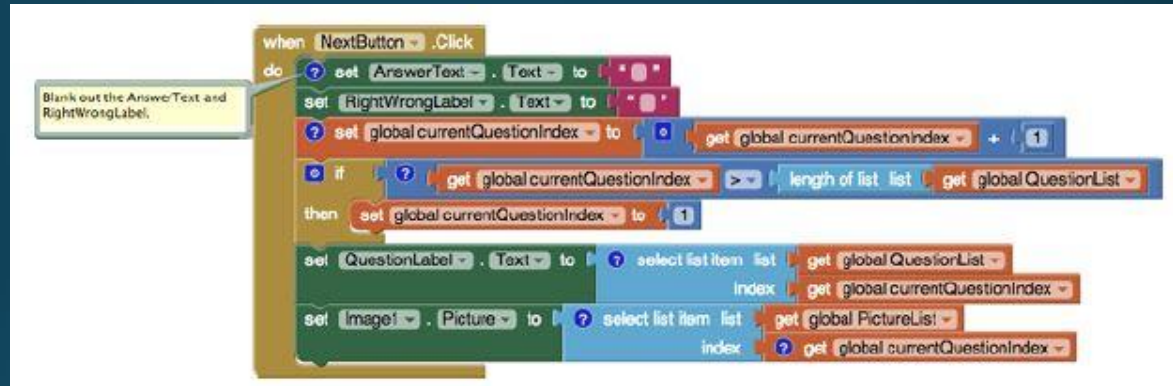 when NextButton .Click
do ? set AnswerText . Text to " "
Blank out the AnswerText and
RightWrongLabel.
set RightWrongLabel . Text to " "
? set global currentQuestionIndex to get global currentQuestionIndex + 1
if ? get global currentQuestionIndex > length of list list get global QuestionList
then set global currentQuestionIndex to 1
set QuestionLabel . Text to ? select list item list get global QuestionList
index get global currentQuestionIndex
set Image1 . Picture to ? select list item list get global PictureList
index ? get global currentQuestionIndex